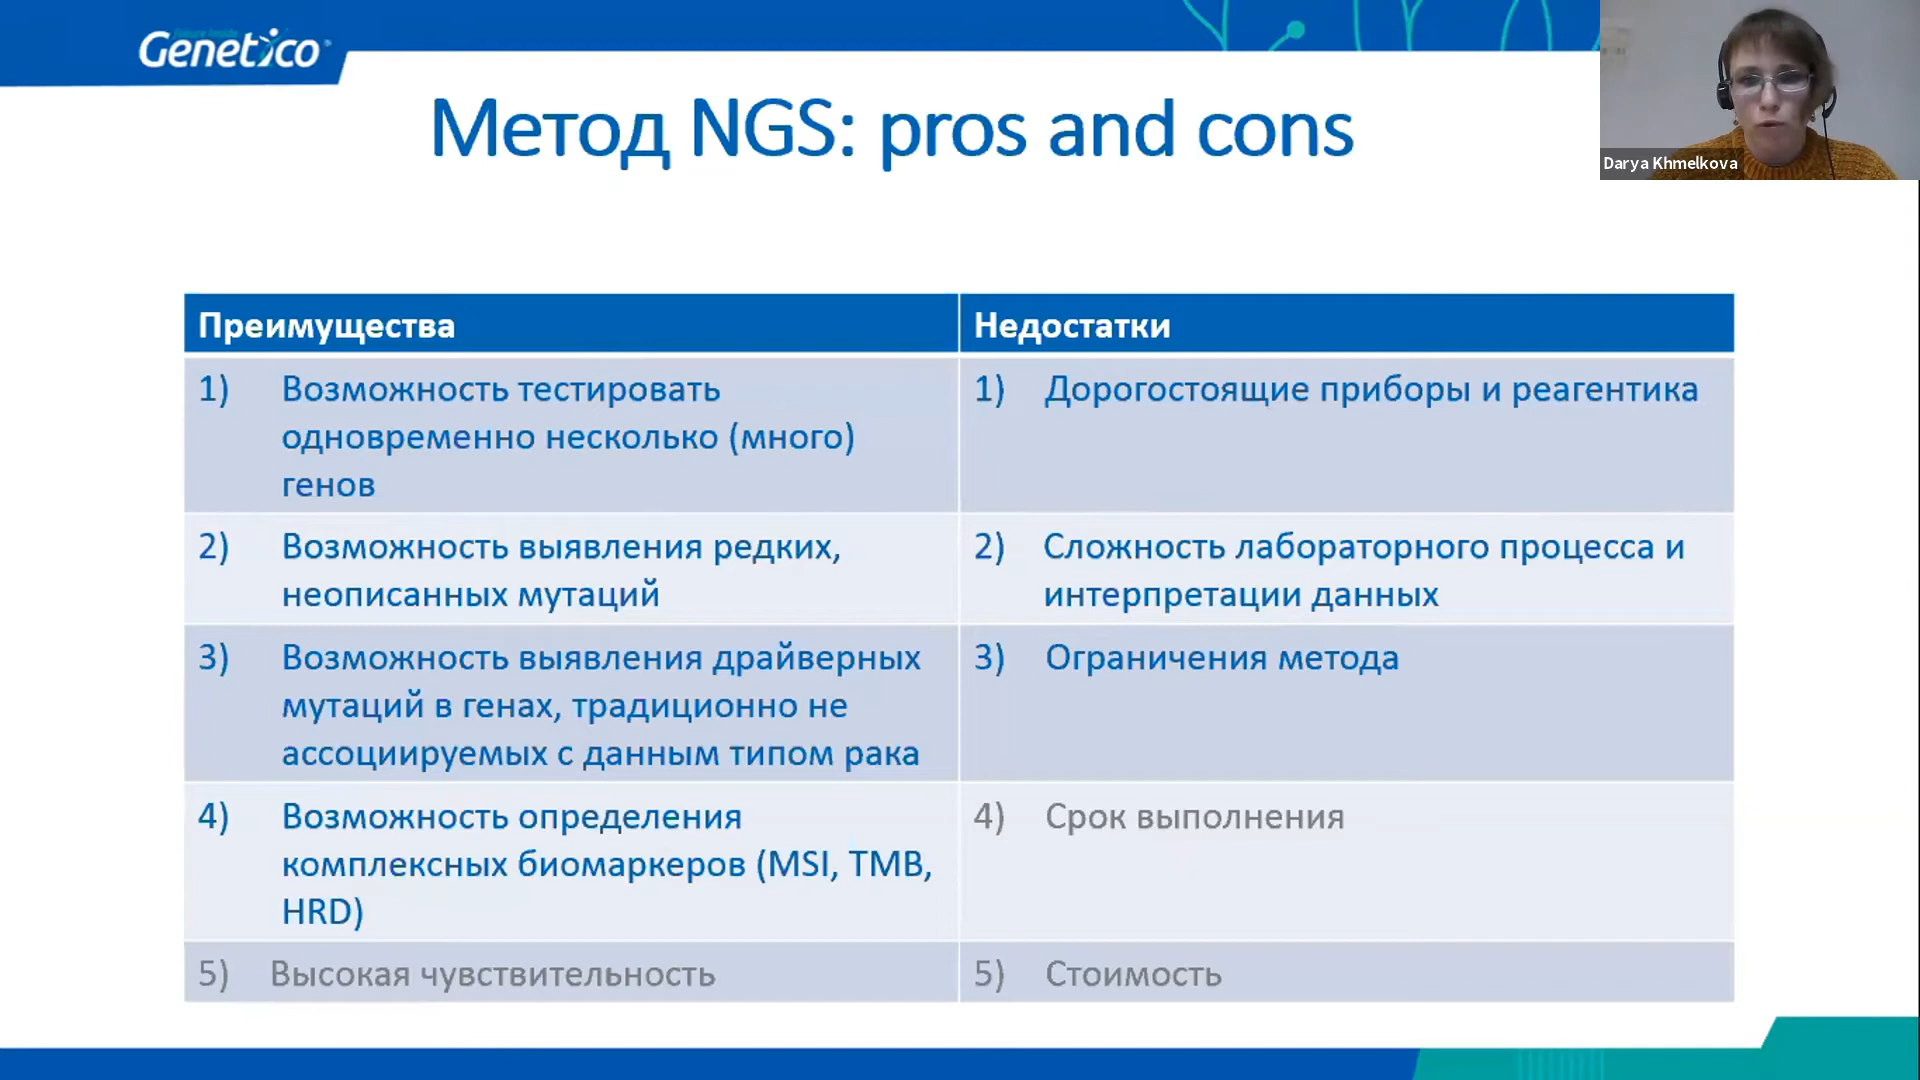 Genetico
Метод NGS: pros and cons
Darya Khmelkova
Преимущества
Недостатки
1) Возможность тестировать
одновременно несколько (много)
генов
1) Дорогостоящие приборы и реагентика
2) Возможность выявления редких,
неописанных мутаций
2) Сложность лабораторного процесса и
интерпретации данных
3) Возможность выявления драйверных
мутаций в генах, традиционно не
ассоциируемых с данным типом рака
3) Ограничения метода
4) Возможность определения
комплексных биомаркеров (MSI, TMB,
HRD)
4) Срок выполнения
5) Высокая чувствительность
5) Стоимость